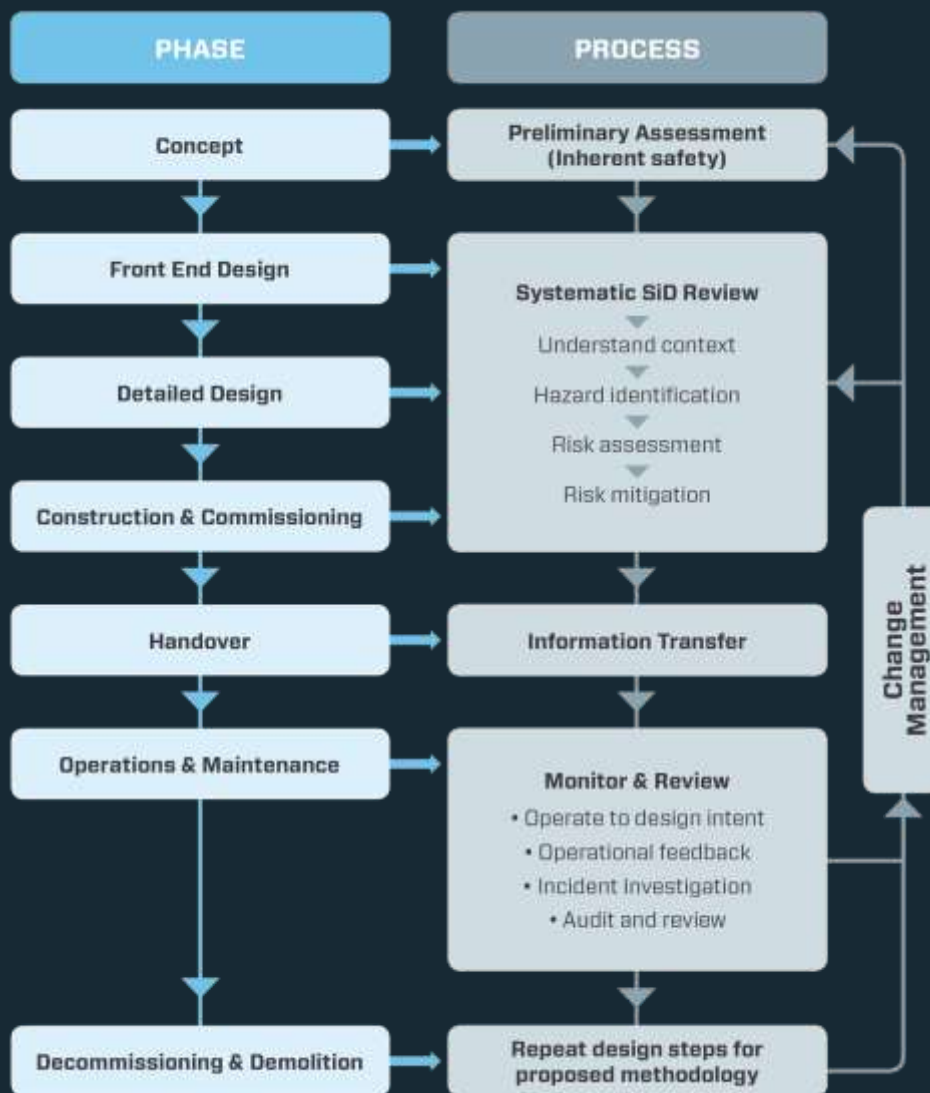 PHASE
PROCESS
Concept
Preliminary Assessment
(Inherent safety)
Front End Design
Systematic SiD Review
Understand context
Detailed Design
Hazard identification
Risk assessment
Risk mitigation
Construction & Commissioning
Handover
Information Transfer
Change
Management
Operations & Maintenance
Monitor & Review
• Operate to design intent
• Operational feedback
• Incident investigation
• Audit and review
Decommissioning & Demolition
Repeat design steps for
proposed methodology